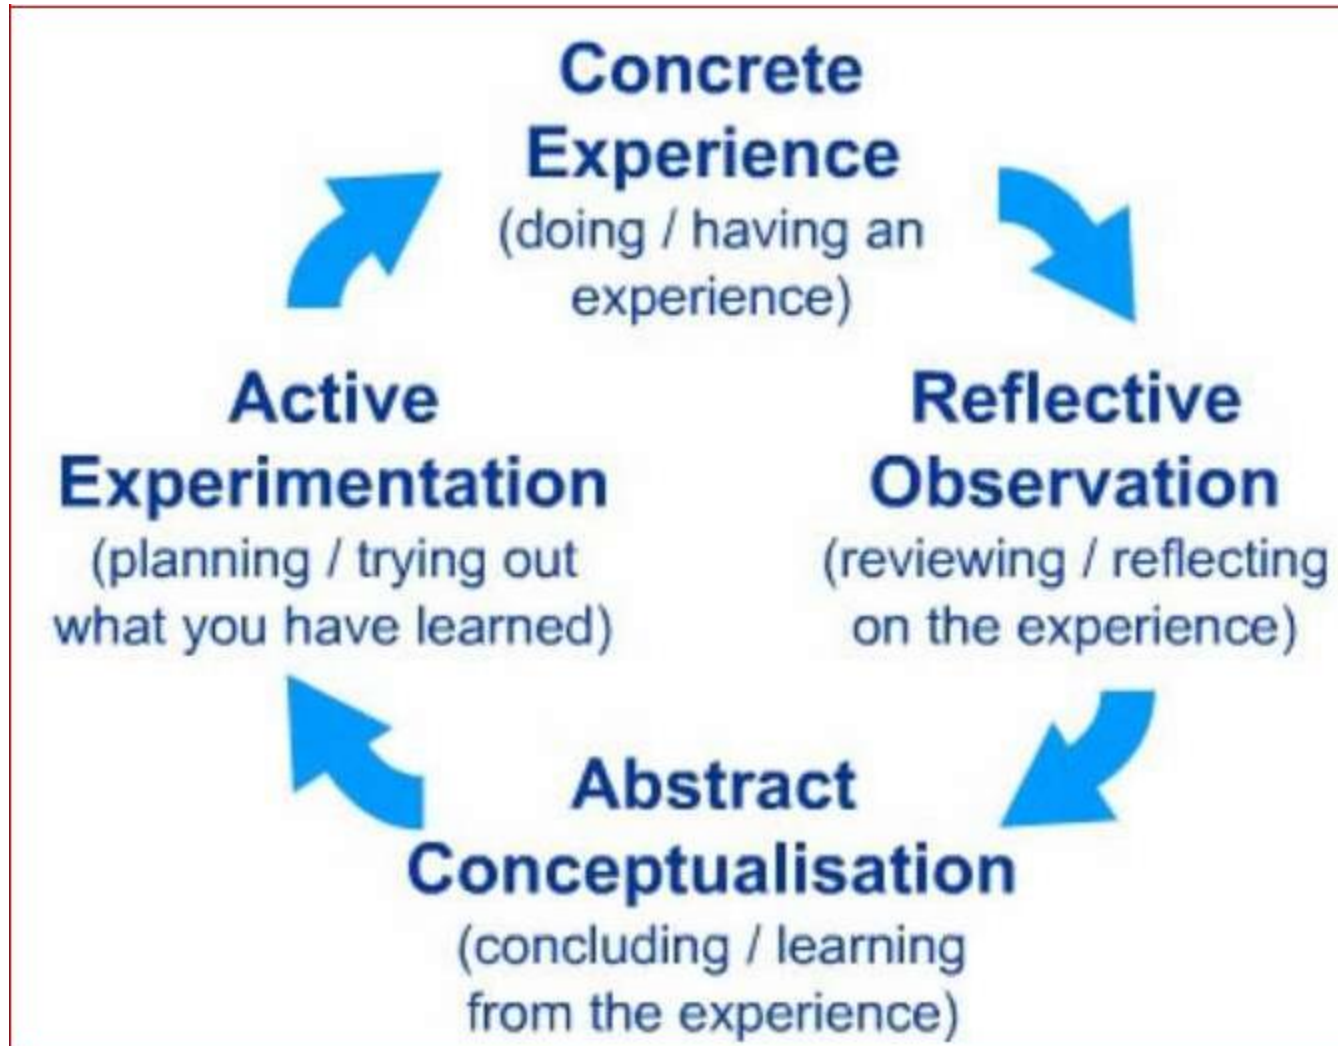 Concrete
Experience
(doing / having an
experience)
Reflective
Observation
(reviewing / reflecting
on the experience)
Abstract
Conceptualisation
(concluding / learning
from the experience)
Active
Experimentation
(planning / trying out
what you have learned)